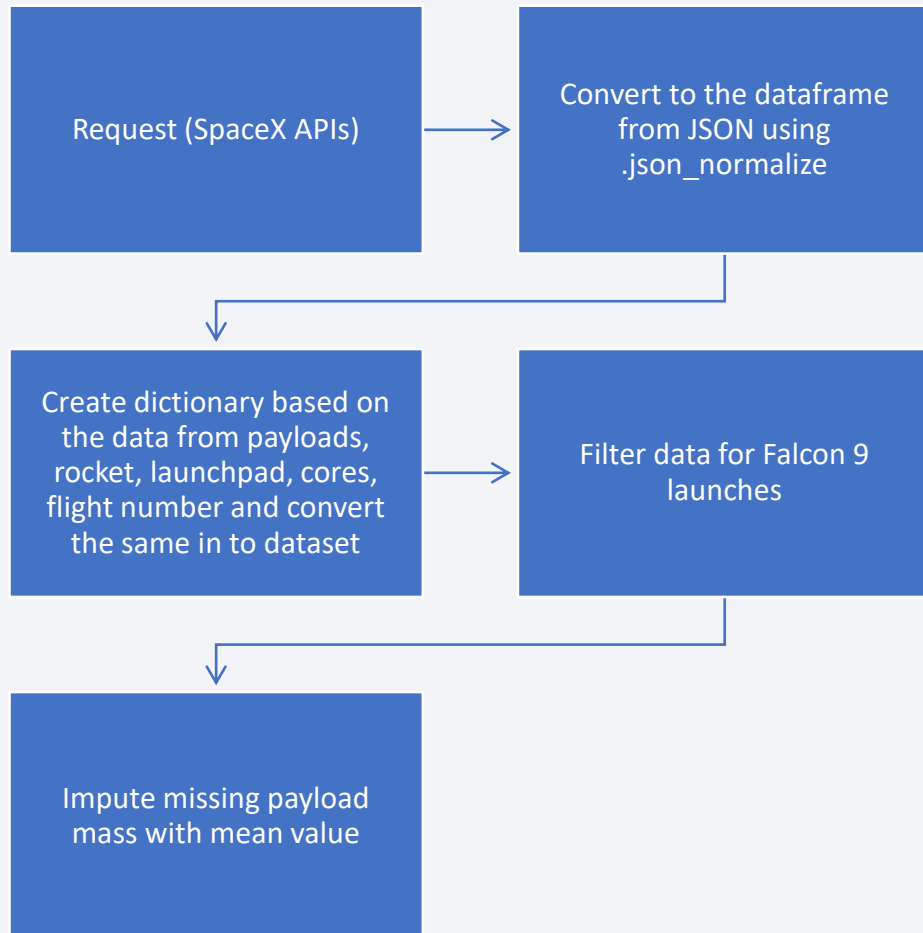 Request (SpaceX APIs)
Convert to the dataframe
from JSON using
.json_normalize
Create dictionary based on
the data from payloads,
rocket, launchpad, cores,
flight number and convert
the same in to dataset
Filter data for Falcon 9
launches
Impute missing payload
mass with mean value